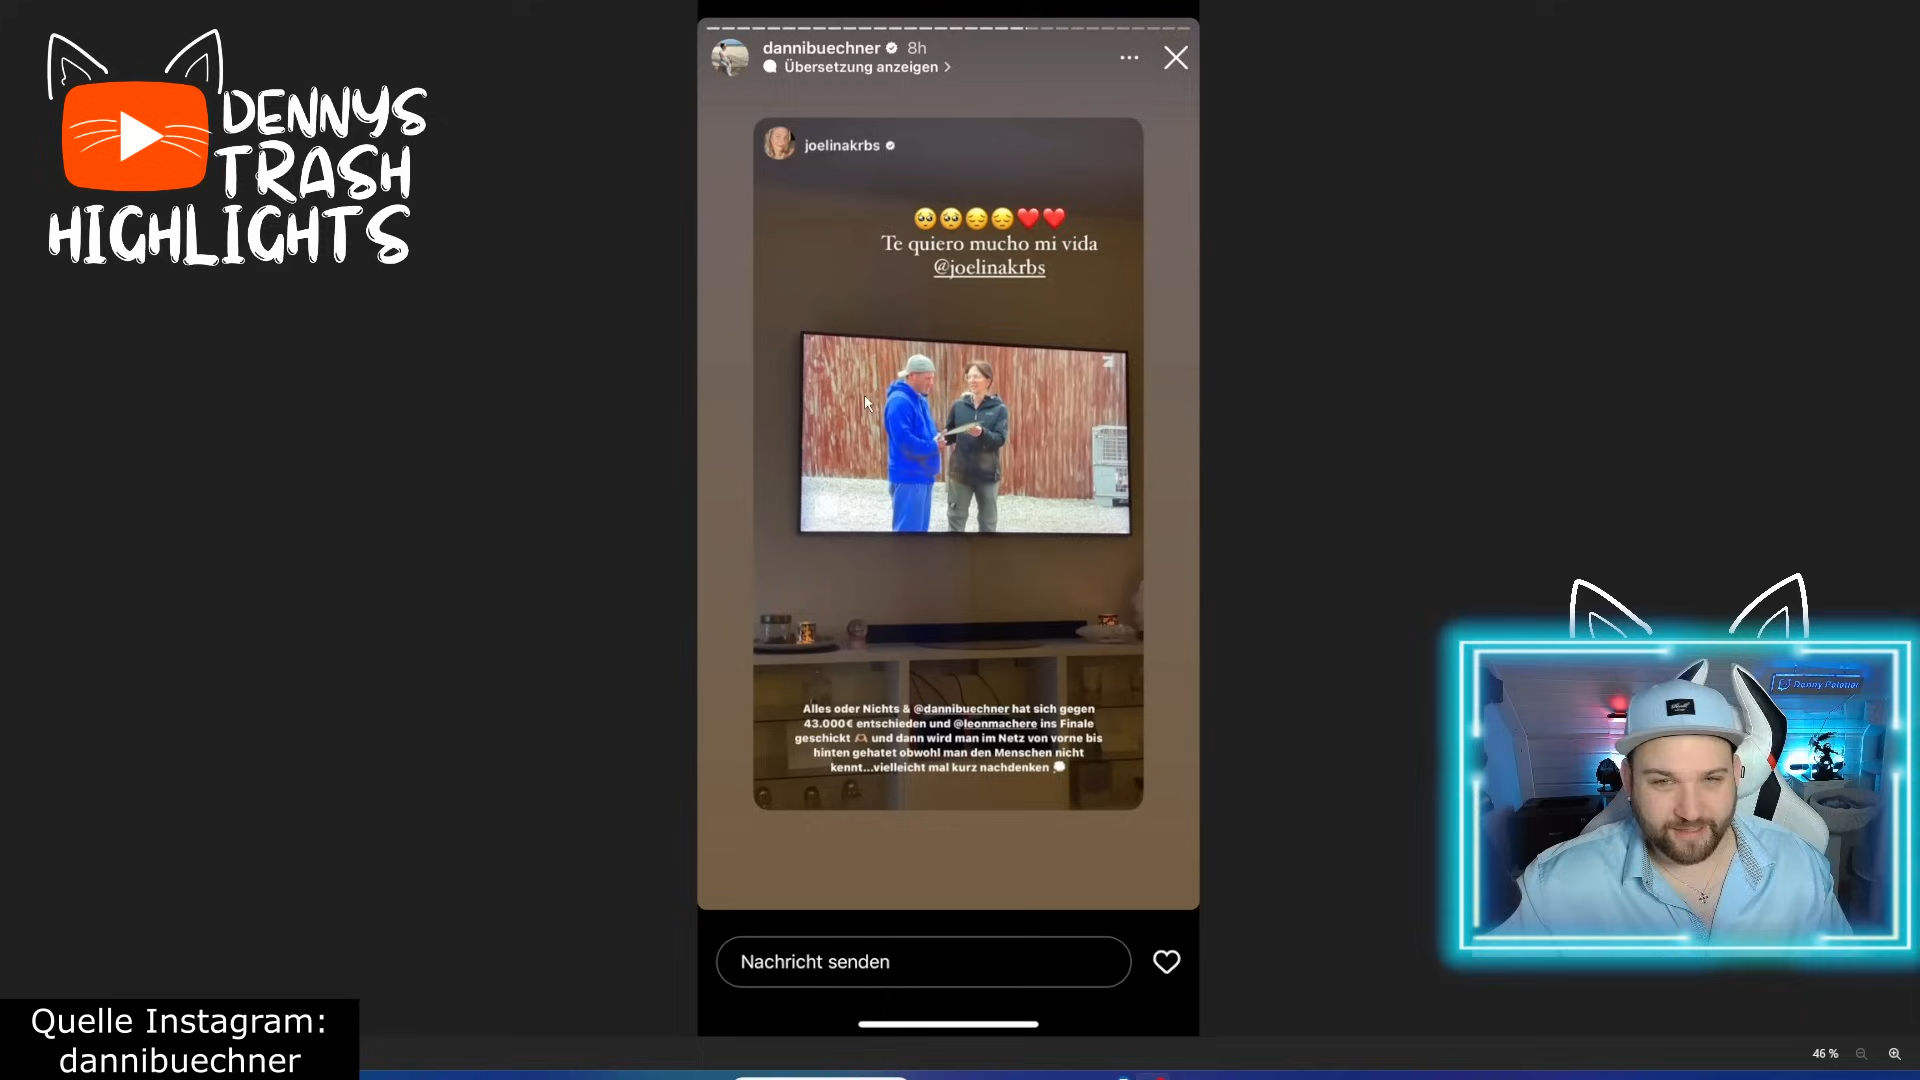 DENNYS
TRASH
HIGHLIGHTS
dannibuechner 8h
Übersetzung anzeigen
joelinakrbs
Te quiero mucho mi vida
@joelinakrbs
Alles oder Nichts & @dannibuechner hat sich gegen
43.000€ entschieden und @leonmachere ins Finale
geschickt und dann wird man im Netz von vorne bis
hinten gehatet obwohl man den Menschen nicht
kennt...vielleicht mal kurz nachdenken
Nachricht senden
Denny Peletier
Quelle Instagram:
dannibuechner
46 %